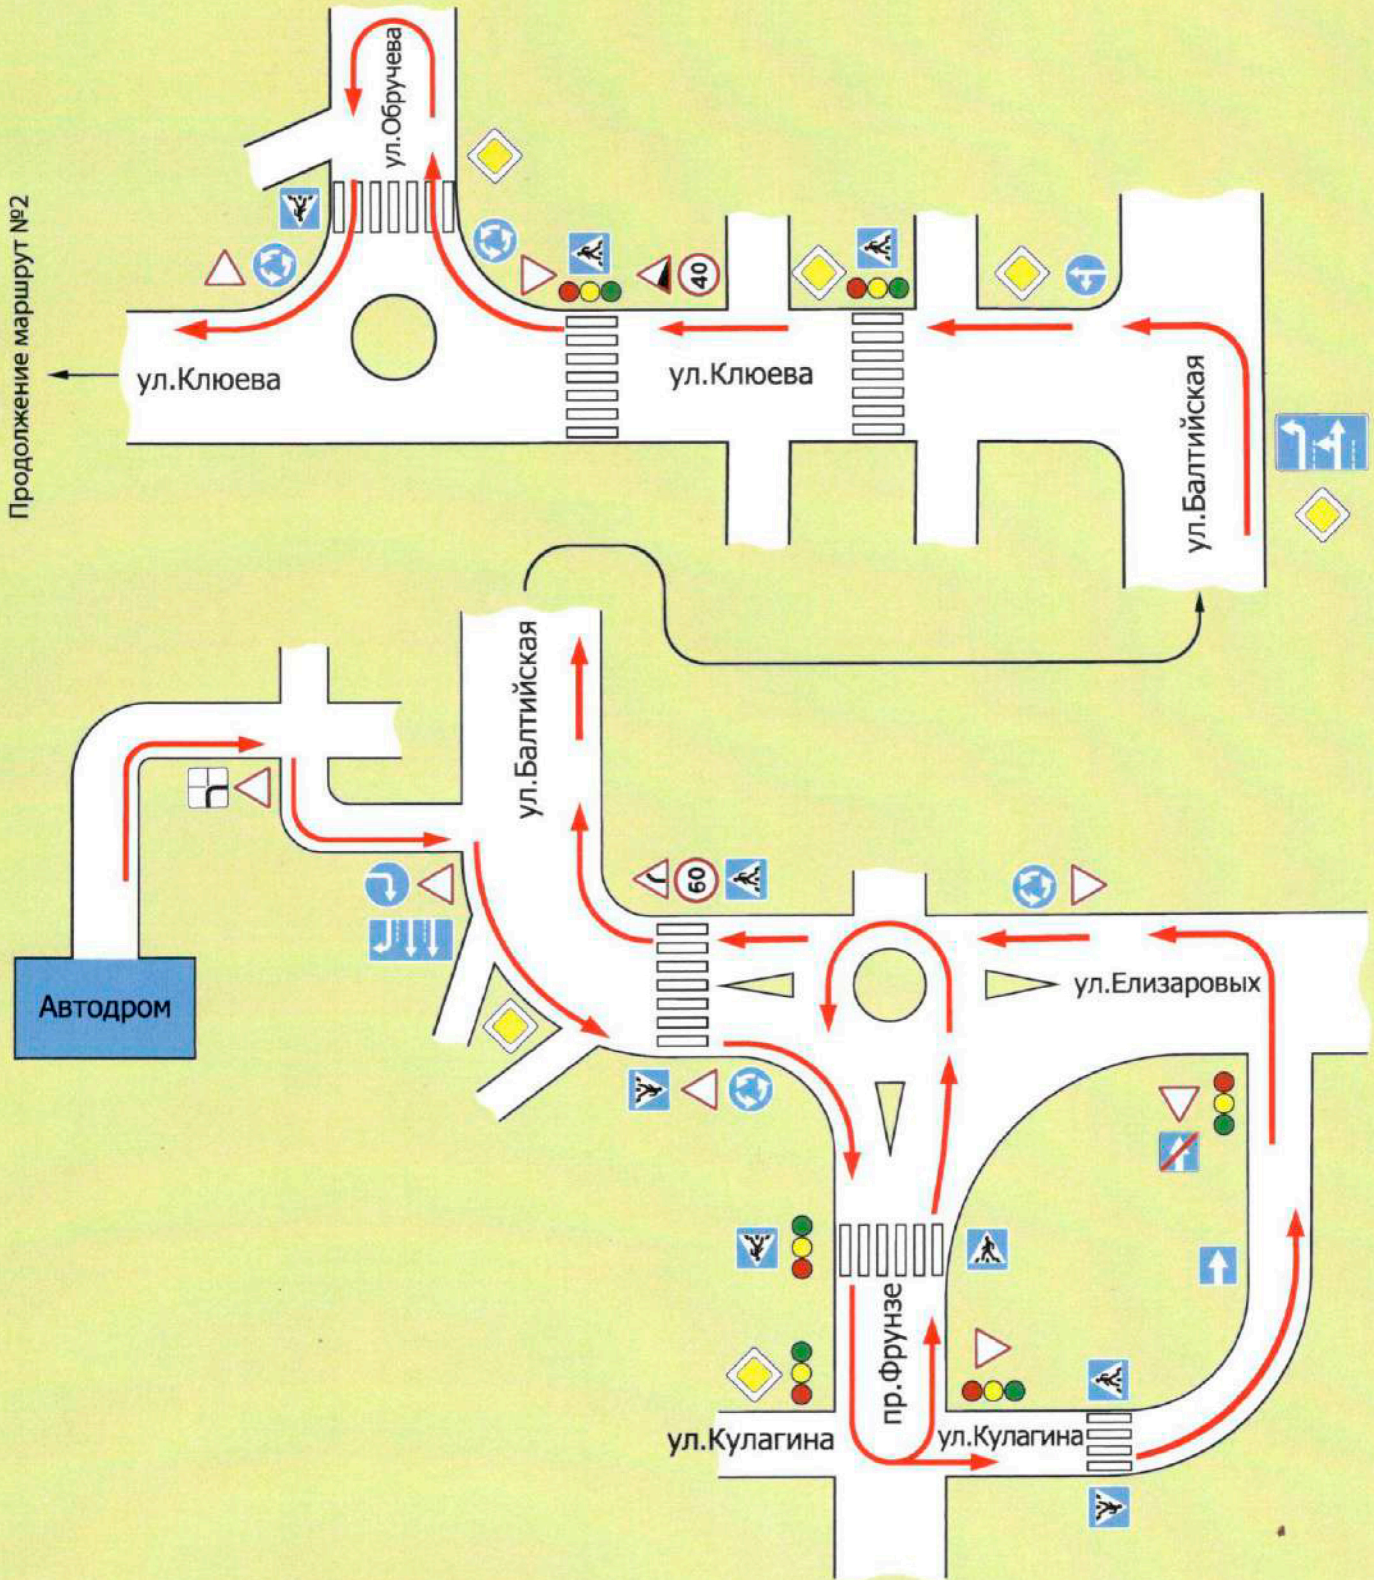 Продолжение маршрут №2
ул.Обручева
ул.Клюева
ул.Клюева
40
ул.Балтийская
ул.Балтийская
Автодром
60
ул.Елизаровых
пр.Фрунзе
ул.Кулагина
ул.Кулагина